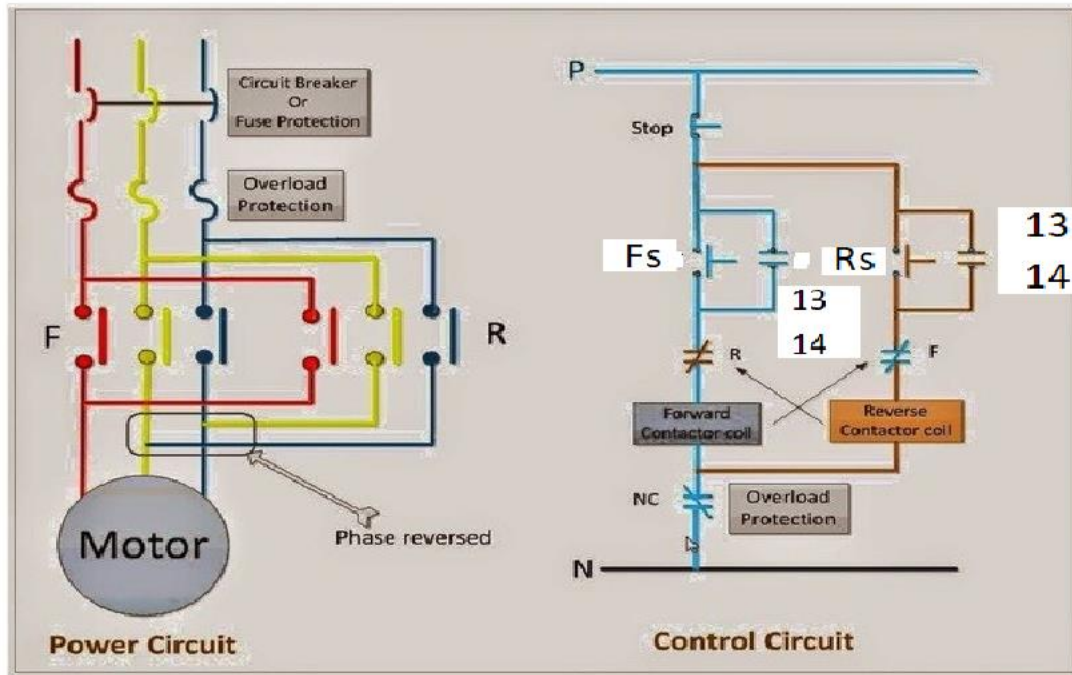 Circuit Breaker
Or
Fuse Protection
Overload
Protection
F
R
Motor
Phase reversed
Power Circuit
P
Stop
Fs
Rs
13
14
13
14
R
F
Forward
Contactor coil
Reverse
Contactor coil
NC
Overload
Protection
N
Control Circuit